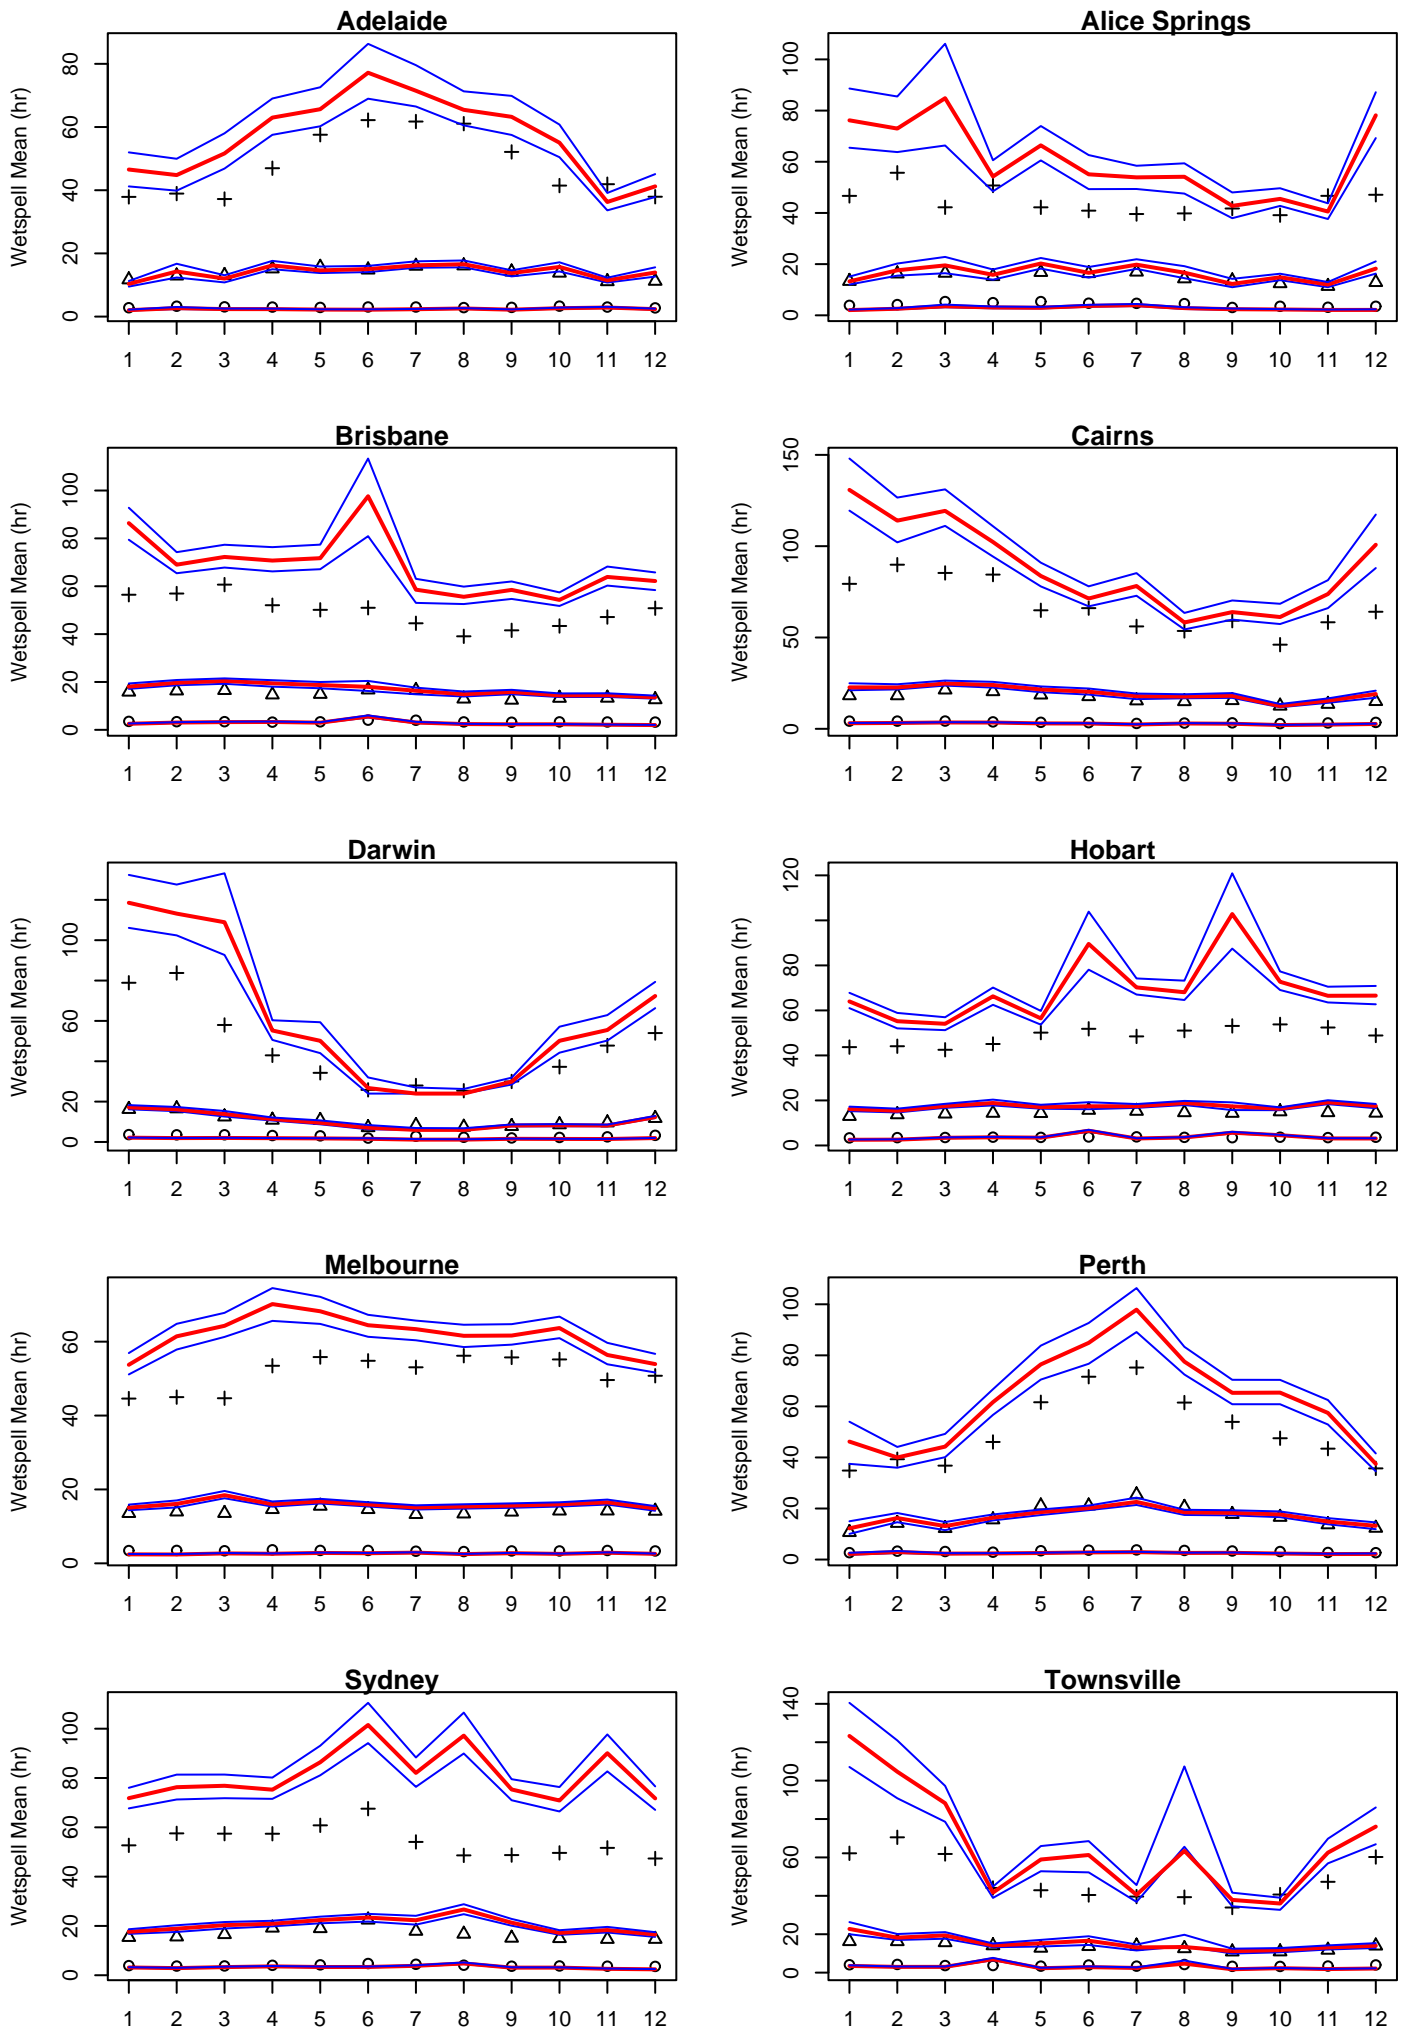 Adelaide
Wetspell Mean (hr)
0 20 40 60 80
1 2 3 4 5 6 7 8 9 10 11 12
Alice Springs
Wetspell Mean (hr)
0 20 40 60 80 100
1 2 3 4 5 6 7 8 9 10 11 12
Brisbane
Wetspell Mean (hr)
0 20 40 60 80 100
1 2 3 4 5 6 7 8 9 10 11 12
Cairns
Wetspell Mean (hr)
0 50 100 150
1 2 3 4 5 6 7 8 9 10 11 12
Darwin
Wetspell Mean (hr)
0 20 60 100
1 2 3 4 5 6 7 8 9 10 11 12
Hobart
Wetspell Mean (hr)
0 20 40 60 80 120
1 2 3 4 5 6 7 8 9 10 11 12
Melbourne
Wetspell Mean (hr)
0 20 40 60
1 2 3 4 5 6 7 8 9 10 11 12
Perth
Wetspell Mean (hr)
0 20 40 60 80 100
1 2 3 4 5 6 7 8 9 10 11 12
Sydney
Wetspell Mean (hr)
0 20 40 60 80 100
1 2 3 4 5 6 7 8 9 10 11 12
Townsville
Wetspell Mean (hr)
0 20 60 100 140
1 2 3 4 5 6 7 8 9 10 11 12